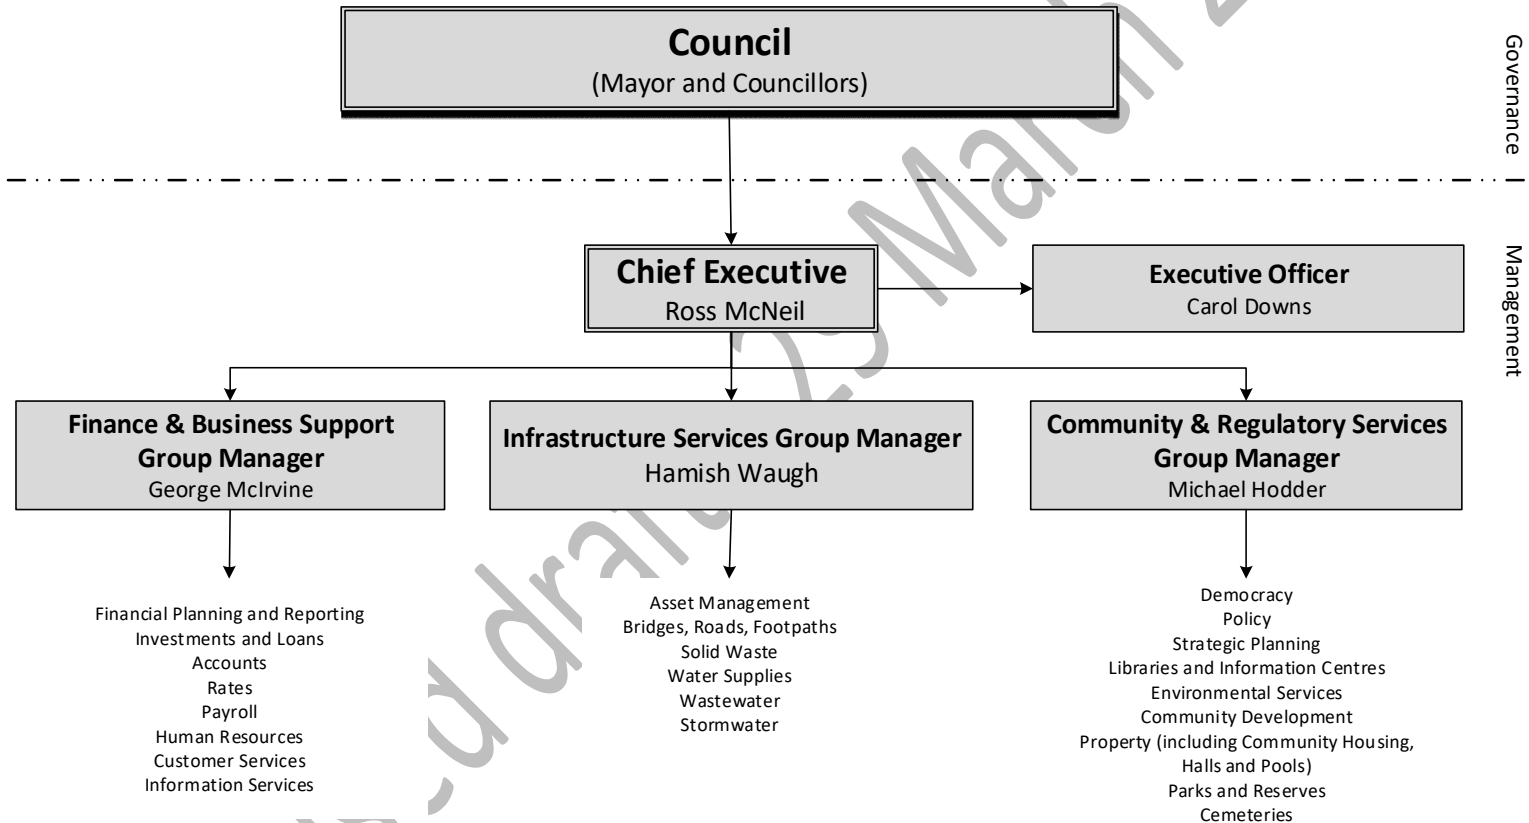 Council
(Mayor and Councillors)
Governance
Chief Executive
Ross McNeil
Executive Officer
Carol Downs
Management
Finance & Business Support
Group Manager
George McIrvine
Infrastructure Services Group Manager
Hamish Waugh
Community & Regulatory Services
Group Manager
Michael Hodder
Financial Planning and Reporting
Investments and Loans
Accounts
Rates
Payroll
Human Resources
Customer Services
Information Services
Asset Management
Bridges, Roads, Footpaths
Solid Waste
Water Supplies
Wastewater
Stormwater
Democracy
Policy
Strategic Planning
Libraries and Information Centres
Environmental Services
Community Development
Property (including Community Housing,
Halls and Pools)
Parks and Reserves
Cemeteries
draft 29 March